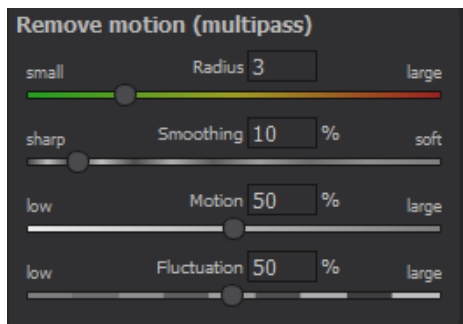 Remove motion (multipass)
small Radius 3 large
sharp Smoothing 10 % soft
low Motion 50 % large
low Fluctuation 50 % large